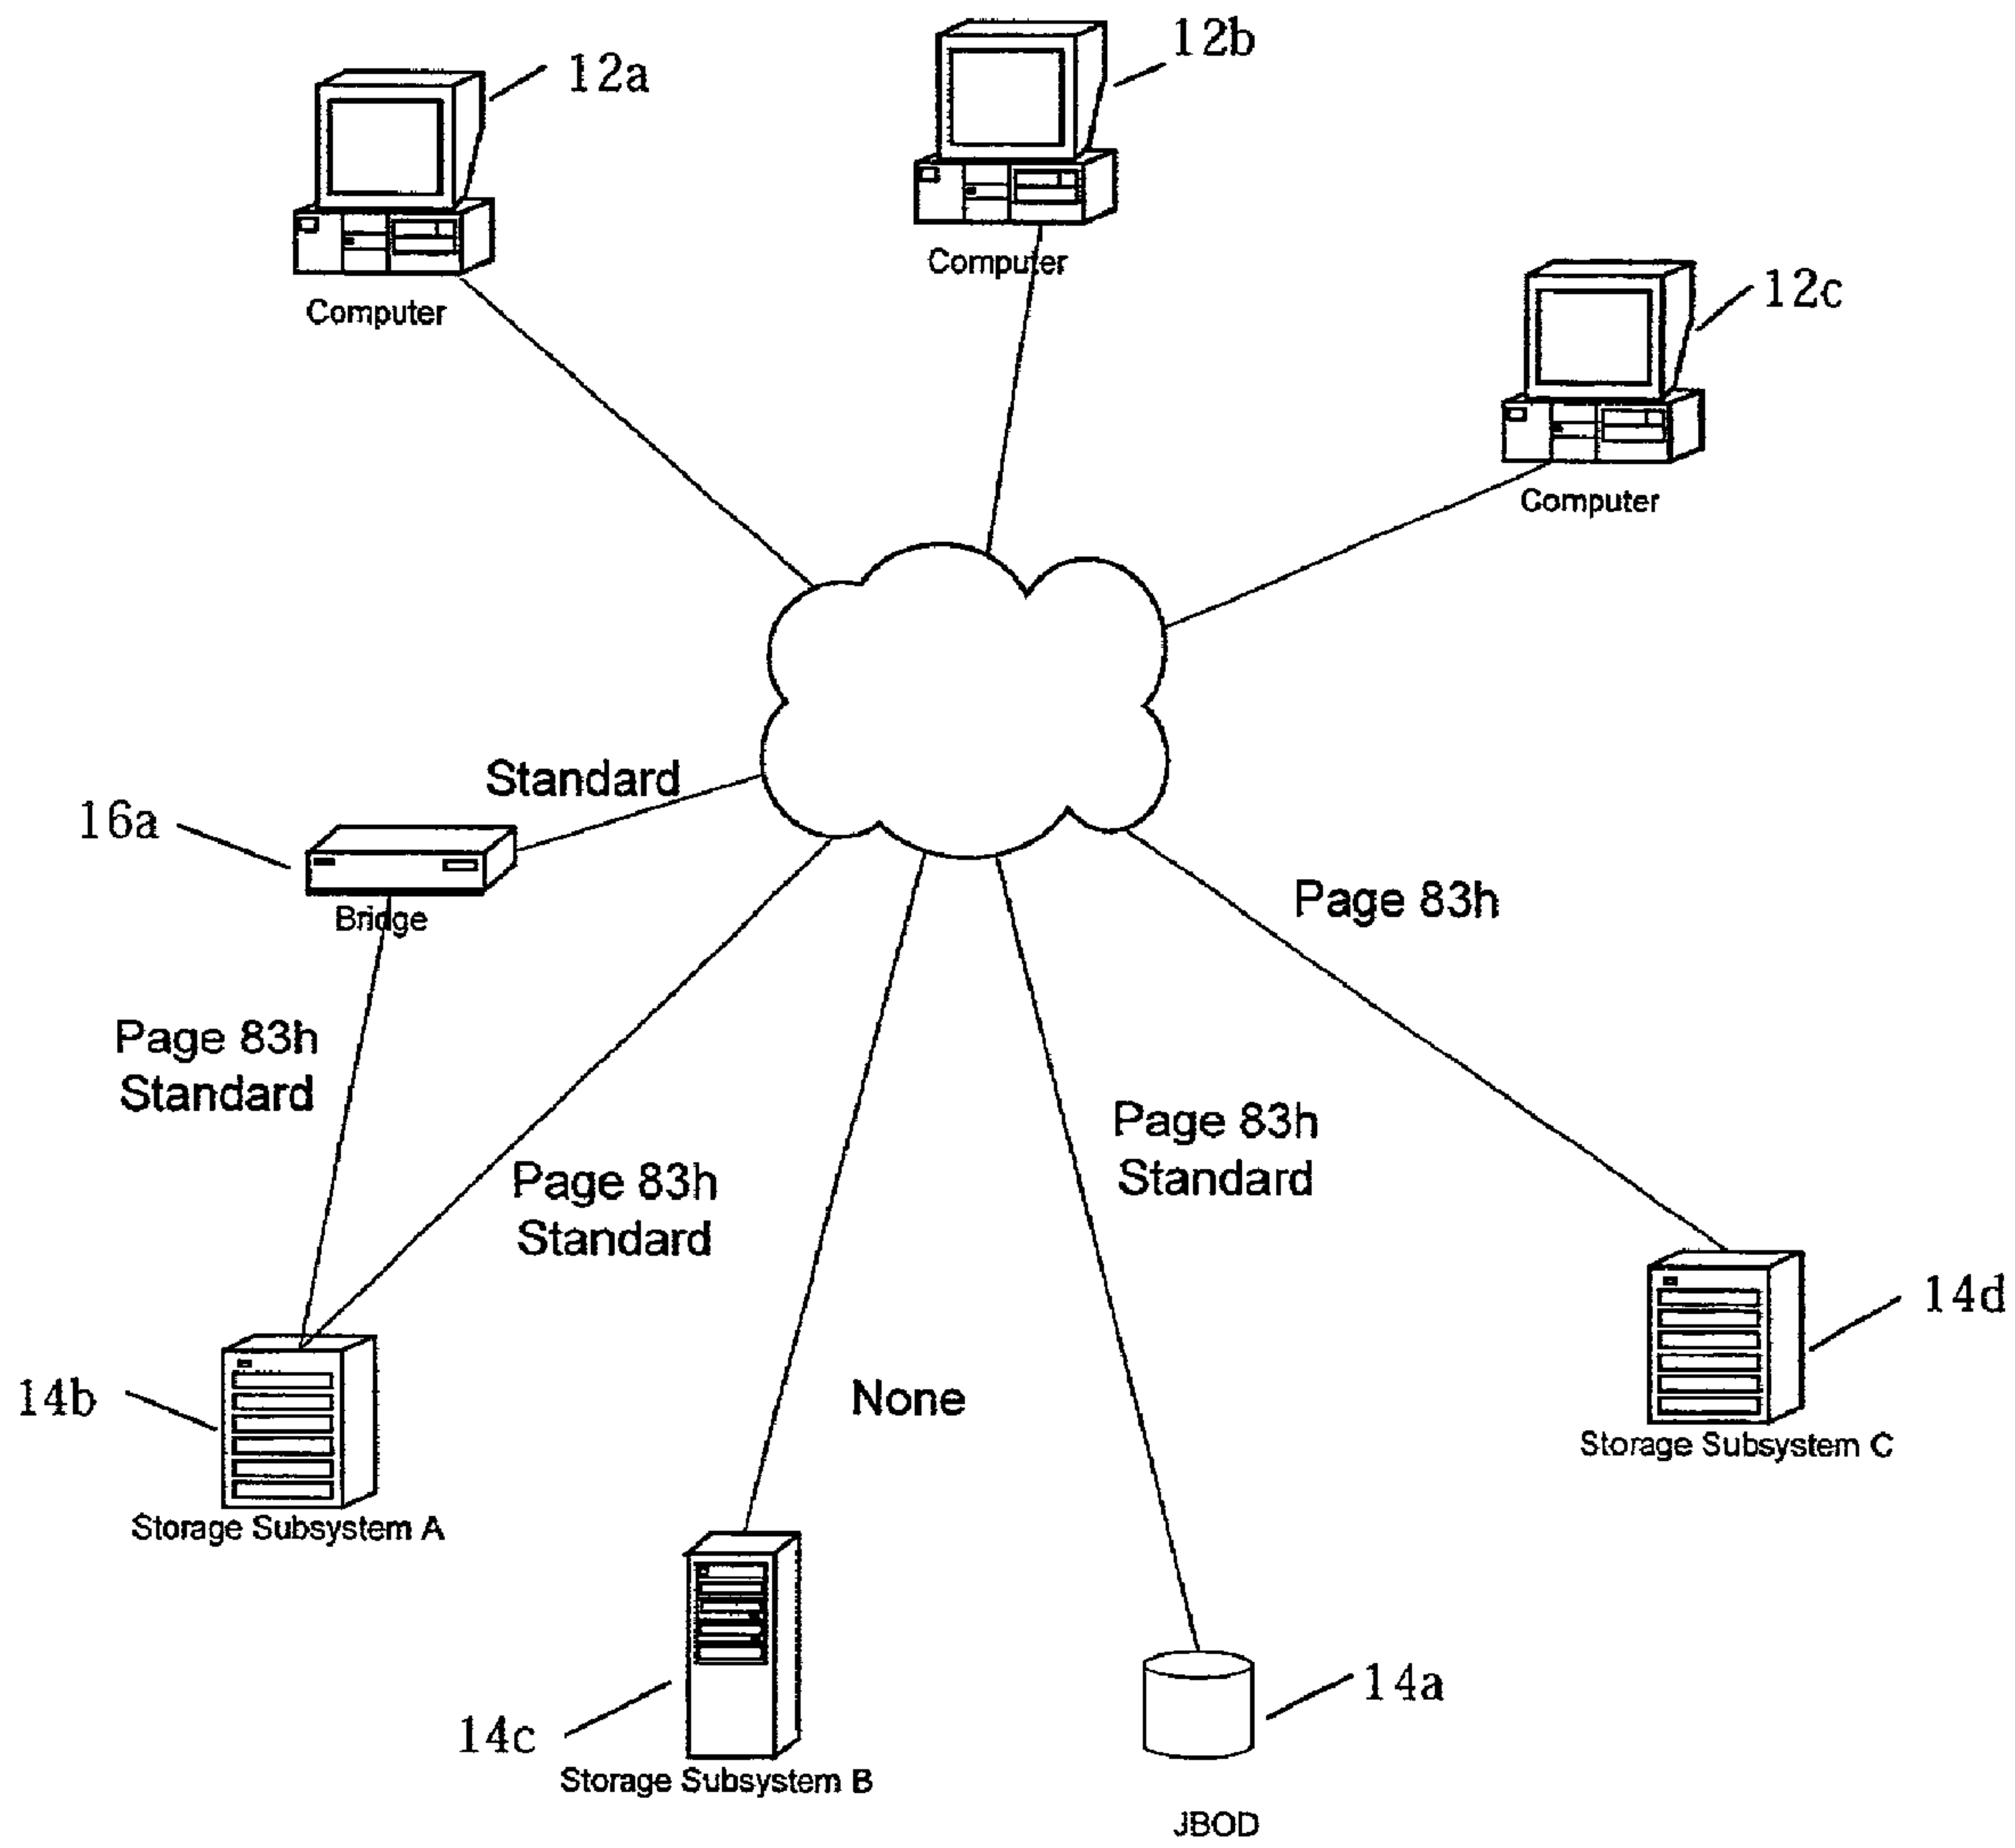 12a
12b
Computer
12c
Computer
Computer
Standard
16a
Bridge
Page 83h
Page 83h
Standard
Page 83h
Standard
Page 83h
Standard
14d
14b
None
Storage Subsystem C
Storage Subsystem A
14a
14c
Storage Subsystem B
JBOD